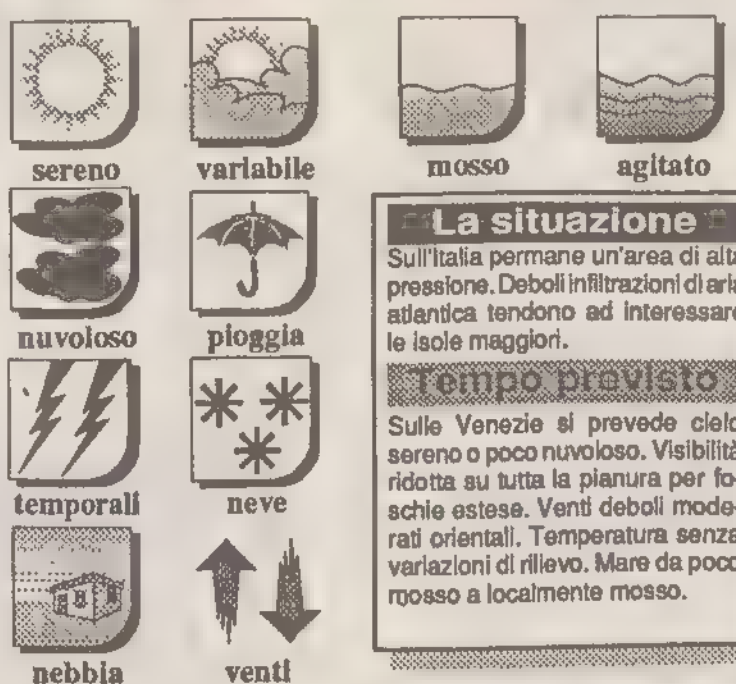 sereno
variabile
mosso
agitato
nuvoloso
pioggia
temporali
neve
nebbia
venti
La situazione
Sull'Italia permane un'area di alta
pressione. Deboli infiltrazioni di aria
atlantica tendono ad interessare
le isole maggiori.
Tempo previsto
Sulle Venezie si prevede cielo
sereno o poco nuvoloso. Visibilità
ridotta su tutta la pianura per fo-
schie estese. Venti deboli mode-
rati orientali. Temperatura senza
variazioni di rilievo. Mare da poco
mosso a localmente mosso.